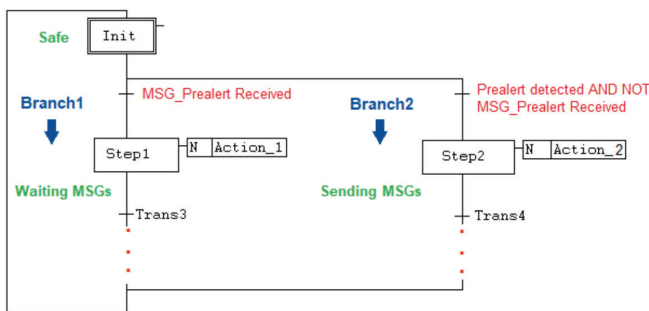 Safe
Init
Branch1
MSG_Prealert Received
Branch2
Prealert detected AND NOT
MSG_Prealert Received
Step1
N Action_1
Step2
N Action_2
Waiting MSGs
Sending MSGs
Trans3
Trans4